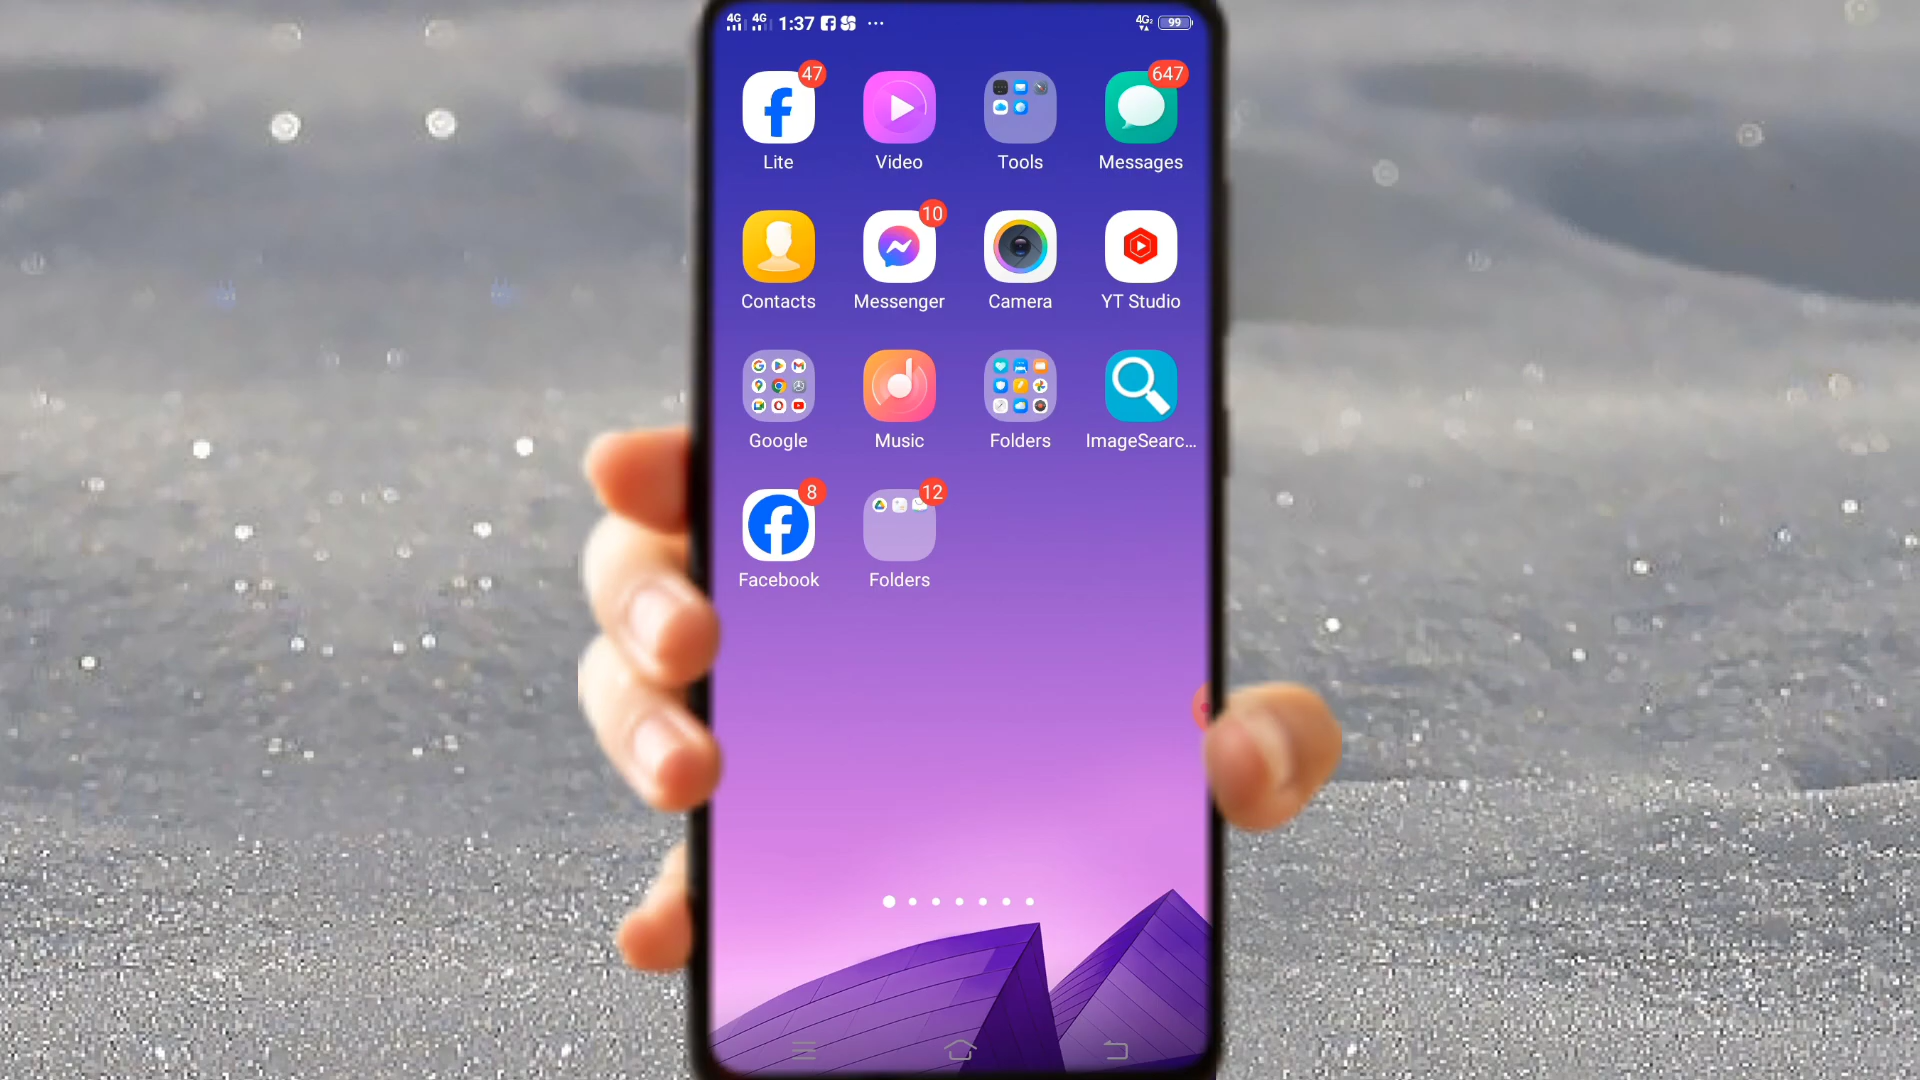 4G 4G 1:37 ... 4G2 99
47 647
Lite Video Tools Messages
10
Contacts Messenger Camera YT Studio
Google Music Folders ImageSearc...
8 12
Facebook Folders